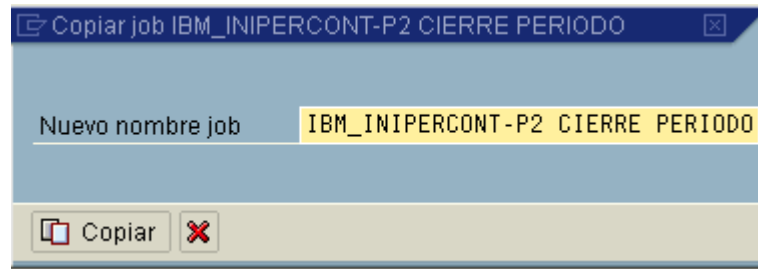 Copiar job IBM_INIPERCONT-P2 CIERRE PERIODO
Nuevo nombre job IBM_INIPERCONT-P2 CIERRE PERIODO
Copiar